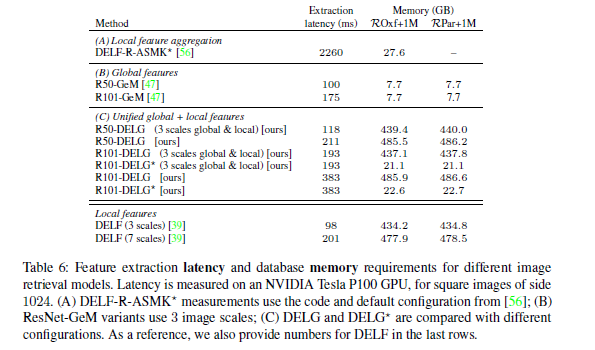 Extraction Memory (GB)
Method latency (ms) ROxf+1M RPar+1M
(A) Local feature aggregation
DELF-R-ASMK⋆ [56] 2260 27.6 –
(B) Global features
R50-GeM [47] 100 7.7 7.7
R101-GeM [47] 175 7.7 7.7
(C) Unified global + local features
R50-DELG (3 scales global & local) [ours] 118 439.4 440.0
R50-DELG [ours] 211 485.5 486.2
R101-DELG (3 scales global & local) [ours] 193 437.1 437.8
R101-DELG⋆ (3 scales global & local) [ours] 193 21.1 21.1
R101-DELG [ours] 383 485.9 486.6
R101-DELG⋆ [ours] 383 22.6 22.7
Local features
DELF (3 scales) [39] 98 434.2 434.8
DELF (7 scales) [39] 201 477.9 478.5
Table 6: Feature extraction latency and database memory requirements for different image
retrieval models. Latency is measured on an NVIDIA Tesla P100 GPU, for square images of side
1024. (A) DELF-R-ASMK⋆ measurements use the code and default configuration from [56]; (B)
ResNet-GeM variants use 3 image scales; (C) DELG and DELG⋆ are compared with different
configurations. As a reference, we also provide numbers for DELF in the last rows.